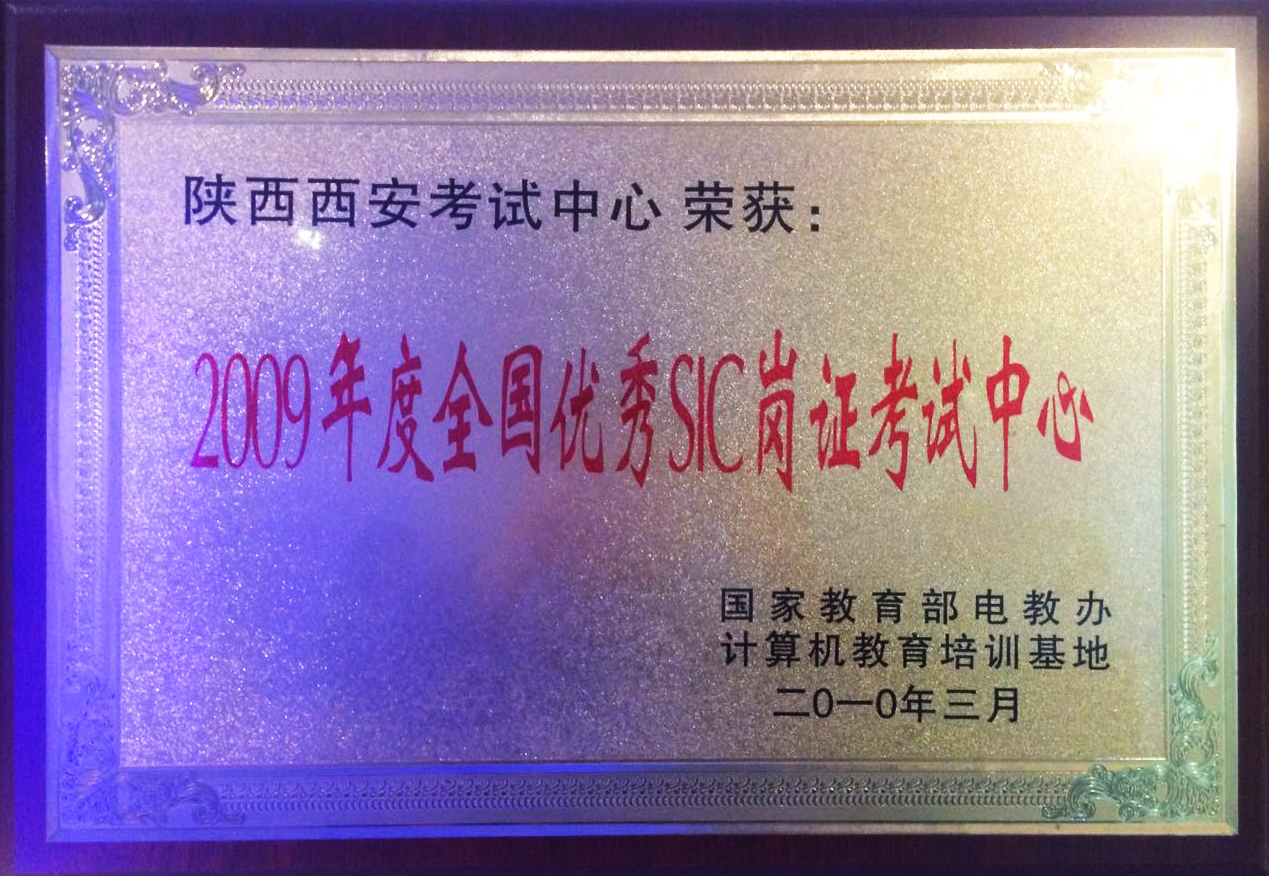 陕西西安考试中心 荣获：
2009年度全国优秀SIC岗证考试中心
国家教育部电教办
计算机教育培训基地
二0一0年三月